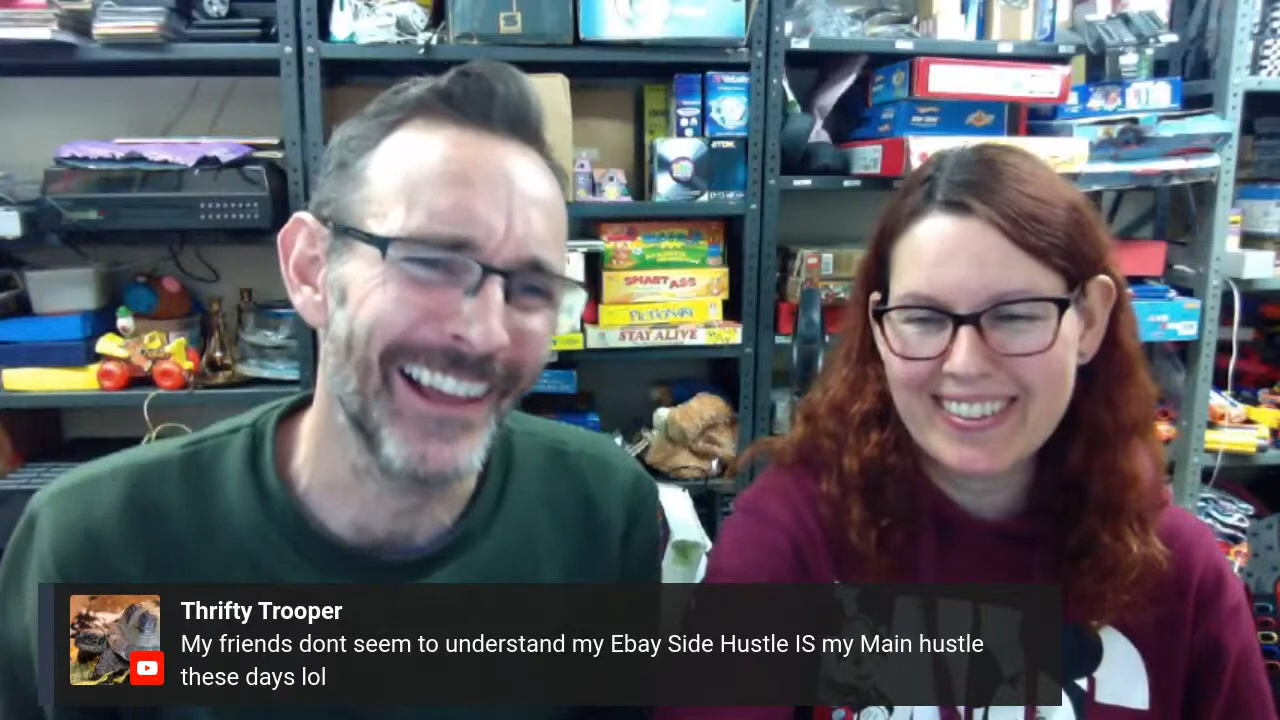 TDK
SMART ASS
PICTIONARY
STAY ALIVE
Thrifty Trooper
My friends dont seem to understand my Ebay Side Hustle IS my Main hustle
these days lol